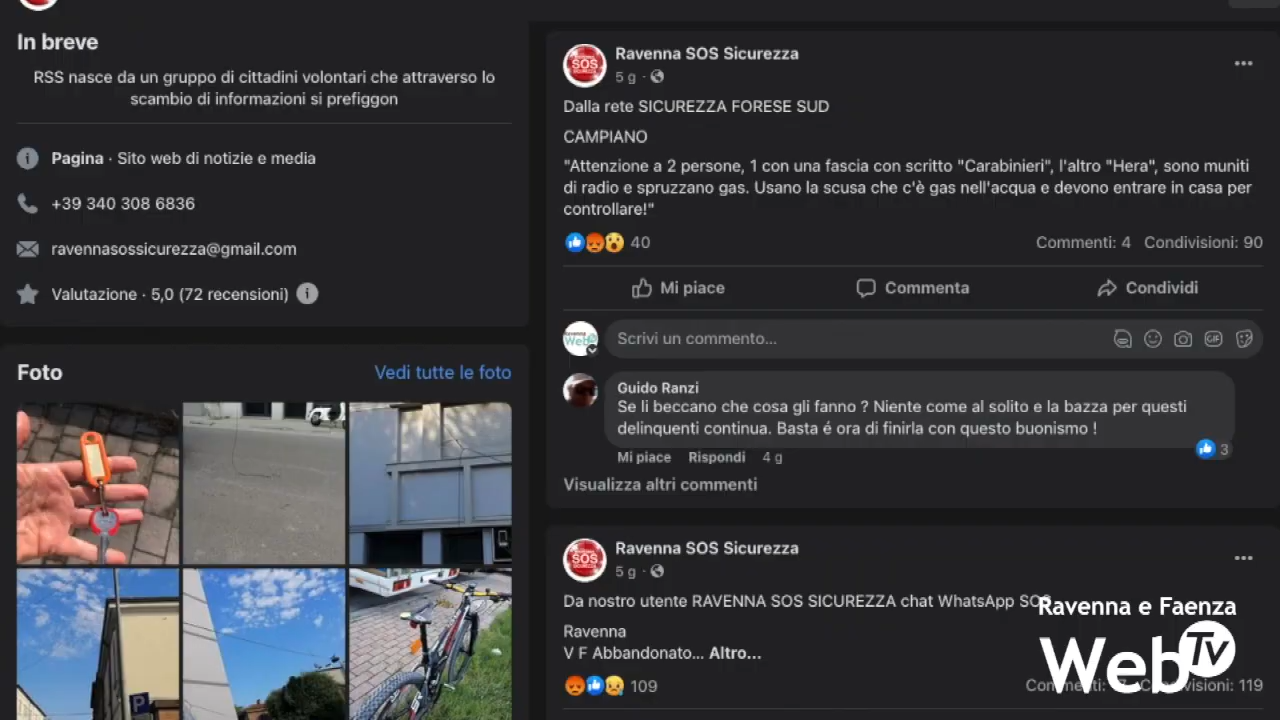 In breve
RSS nasce da un gruppo di cittadini volontari che attraverso lo
scambio di informazioni si prefiggon
Pagina · Sito web di notizie e media
+39 340 308 6836
ravennasossicurezza@gmail.com
Valutazione · 5,0 (72 recensioni)
Foto
Vedi tutte le foto
P
Ravenna SOS Sicurezza
5 g
Dalla rete SICUREZZA FORESE SUD
CAMPIANO
"Attenzione a 2 persone, 1 con una fascia con scritto "Carabinieri", l'altro "Hera", sono muniti
di radio e spruzzano gas. Usano la scusa che c'è gas nell'acqua e devono entrare in casa per
controllare!"
40
Commenti: 4 Condivisioni: 90
Mi piace
Commenta
Condividi
Scrivi un commento...
GIF
Guido Ranzi
Se li beccano che cosa gli fanno ? Niente come al solito e la bazza per questi
delinquenti continua. Basta é ora di finirla con questo buonismo !
3
Mi piace Rispondi 4 g
Visualizza altri commenti
Ravenna SOS Sicurezza
5 g
Da nostro utente RAVENNA SOS SICUREZZA chat WhatsApp SOS
Ravenna
V F Abbandonato... Altro...
109
119
Ravenna e Faenza
Web TV